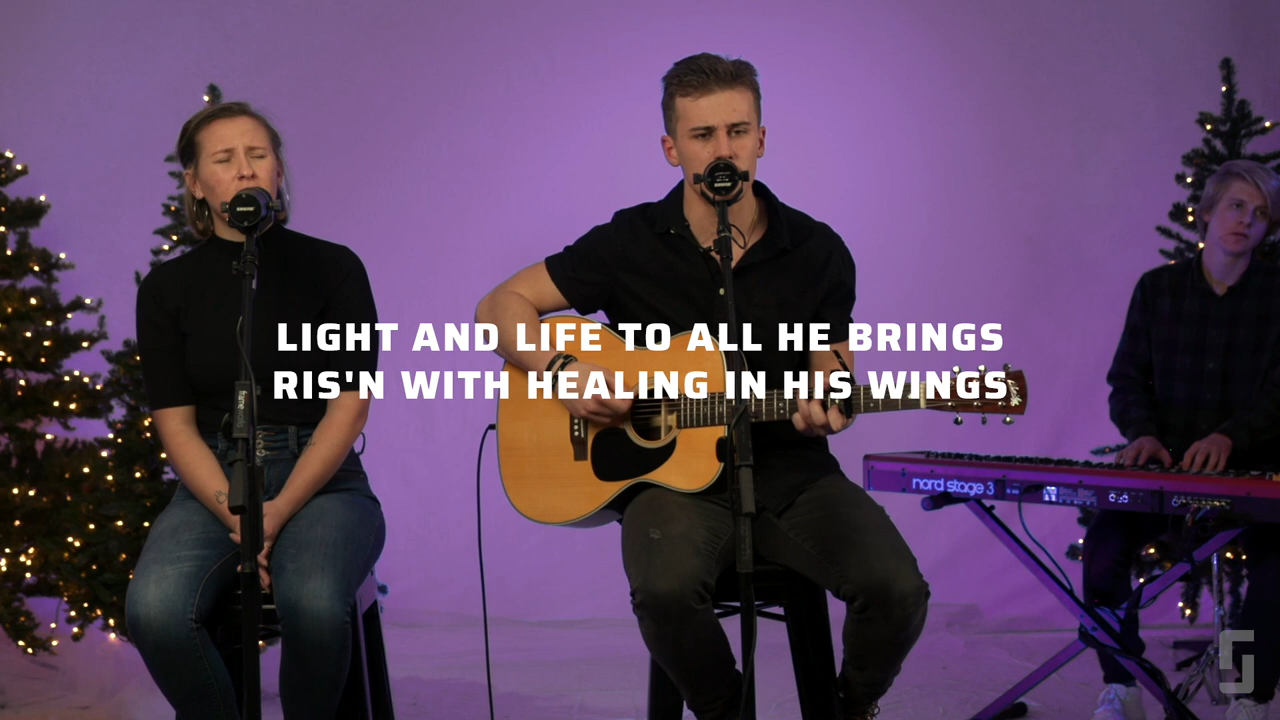 LIGHT AND LIFE TO ALL HE BRINGS
RIS'N WITH HEALING IN HIS WINGS
nord stage 3